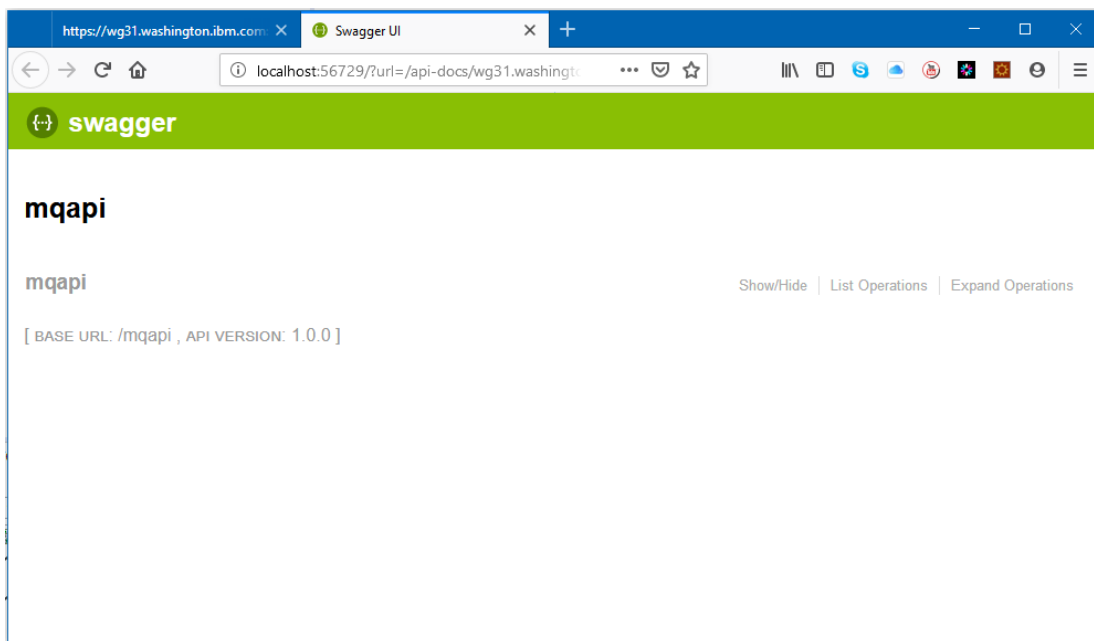 https://wg31.washington.ibm.com:
Swagger UI
localhost:56729/?url=/api-docs/wg31.washingto
swagger
mqapi
mqapi
Show/Hide List Operations Expand Operations
[ BASE URL: /mqapi , API VERSION: 1.0.0 ]